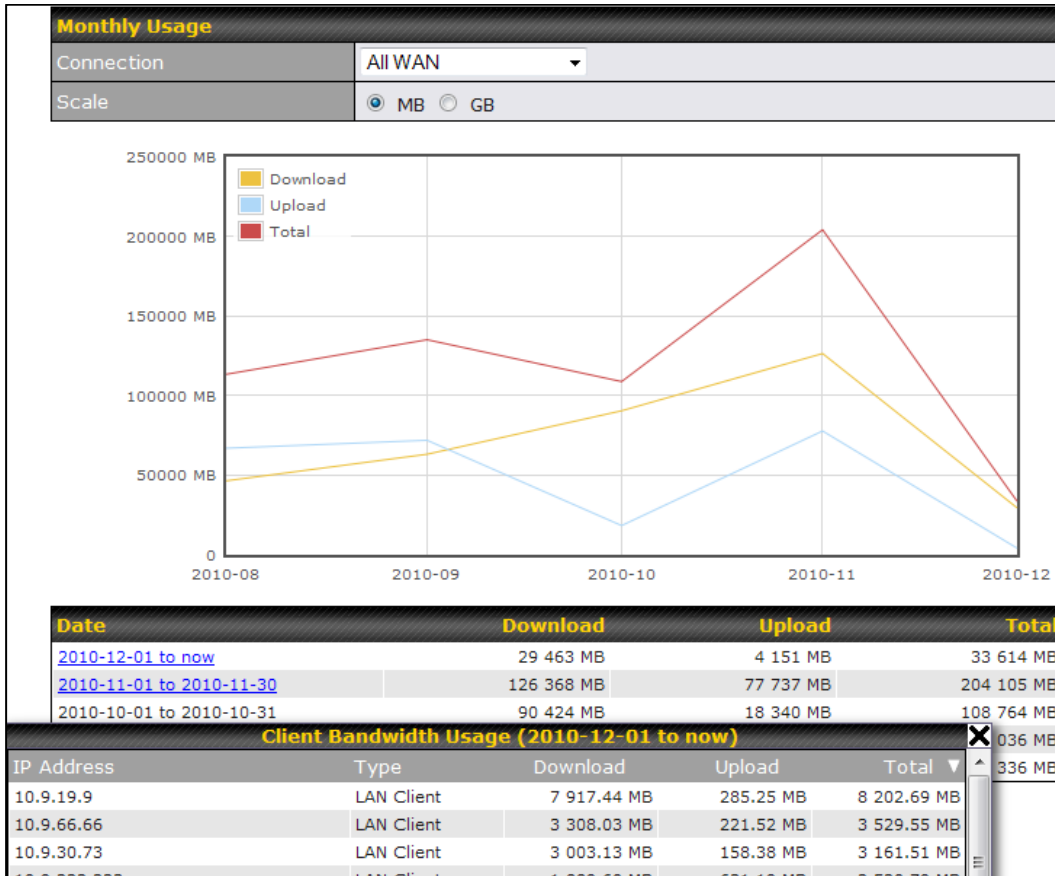 Monthly Usage
Connection All WAN
Scale MB GB
250000 MB
Download
Upload
200000 MB Total
150000 MB
100000 MB
50000 MB
0
2010-08 2010-09 2010-10 2010-11 2010-12
Date Download Upload Total
2010-12-01 to now 29 463 MB 4 151 MB 33 614 MB
2010-11-01 to 2010-11-30 126 368 MB 77 737 MB 204 105 MB
2010-10-01 to 2010-10-31 90 424 MB 18 340 MB 108 764 MB
Client Bandwidth Usage (2010-12-01 to now) 036 MB
IP Address Type Download Upload Total 336 MB
10.9.19.9 LAN Client 7 917.44 MB 285.25 MB 8 202.69 MB
10.9.66.66 LAN Client 3 308.03 MB 221.52 MB 3 529.55 MB
10.9.30.73 LAN Client 3 003.13 MB 158.38 MB 3 161.51 MB